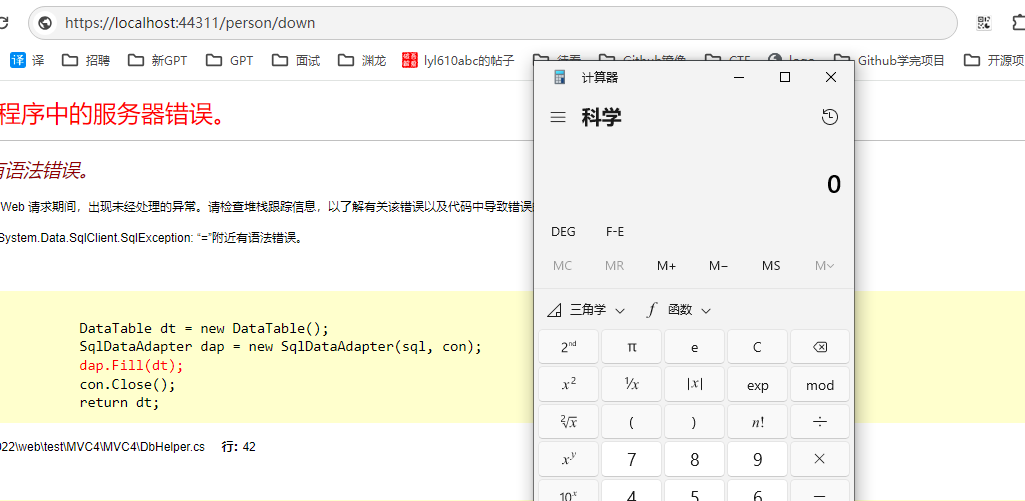 https://localhost:44311/person/down
译 译 招聘 新GPT GPT 面试 渊龙 lyl610abc的帖子 Github学完项目 开源项
程序中的服务器错误。
有语法错误。
Web 请求期间，出现未经处理的异常。请检查堆栈跟踪信息，以了解有关该错误以及代码中导致错误
System.Data.SqlClient.SqlException: “=”附近有语法错误。
DataTable dt = new DataTable();
SqlDataAdapter dap = new SqlDataAdapter(sql, con);
dap.Fill(dt);
con.Close();
return dt;
022\web\test\MVC4\MVC4\DbHelper.cs 行: 42
计算器
科学
0
DEG F-E
MC MR M+ M− MS M
三角学 f 函数
2nd π e C
x² ¹/x |x| exp mod
²√x ( ) n! ÷
xʸ 7 8 9 ×
10ˣ 4 5 6 −